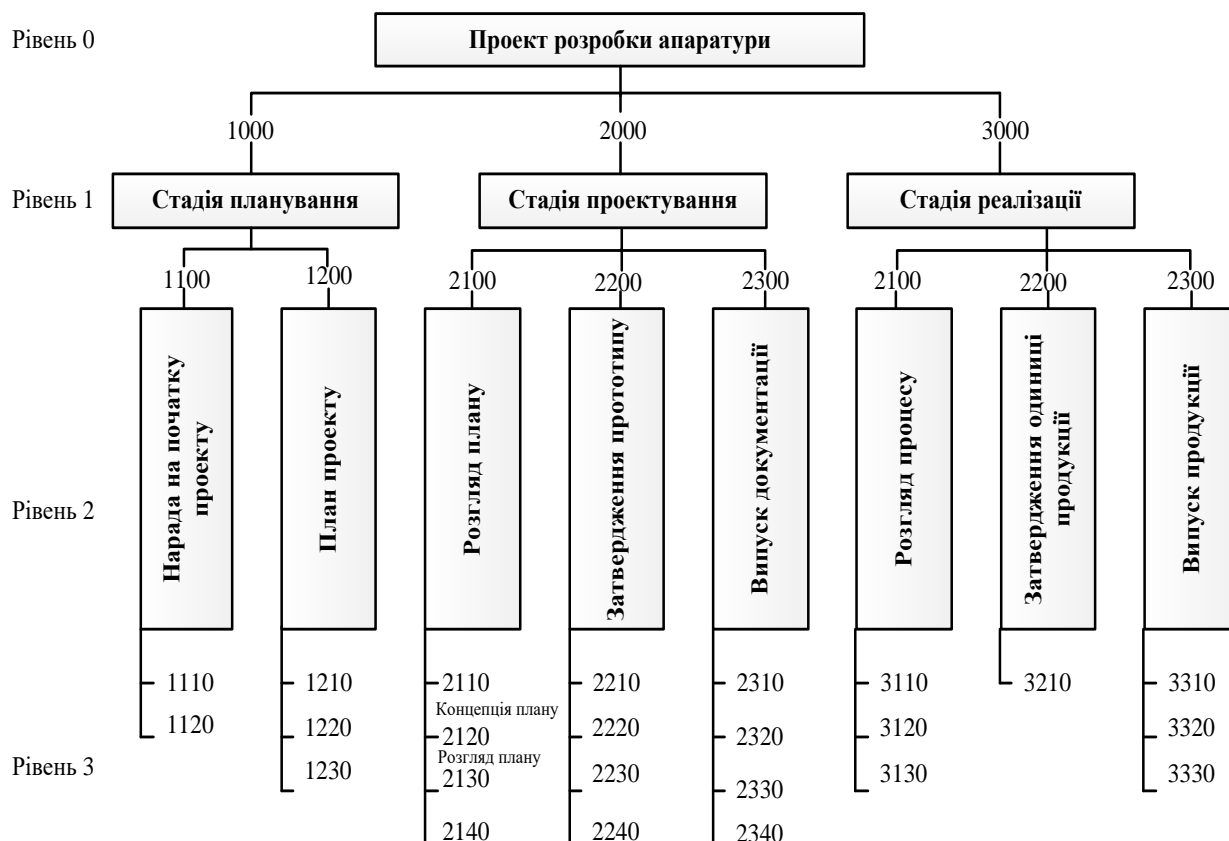 Рівень 0
Проект розробки апаратури
1000
2000
3000
Рівень 1
Стадія планування
Стадія проектування
Стадія реалізації
1100
1200
2100
2200
2300
2100
2200
2300
Рівень 2
Нарада на початку
проекту
План проекту
Розгляд плану
Затвердження прототипу
Випуск документації
Розгляд процесу
Затвердження одиниці
продукції
Випуск продукції
Рівень 3
1110
1120
1210
1220
1230
2110
Концепція плану
2120
Розгляд плану
2130
2140
2210
2220
2230
2240
2310
2320
2330
2340
3110
3120
3130
3210
3310
3320
3330